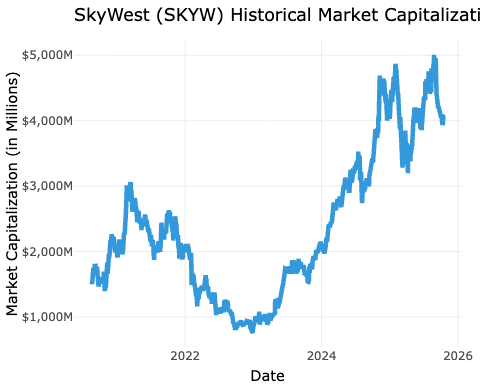 SkyWest (SKYW) Historical Market Capitalizati
Market Capitalization (in Millions)
$5,000M
$4,000M
$3,000M
$2,000M
$1,000M
2022
2024
2026
Date